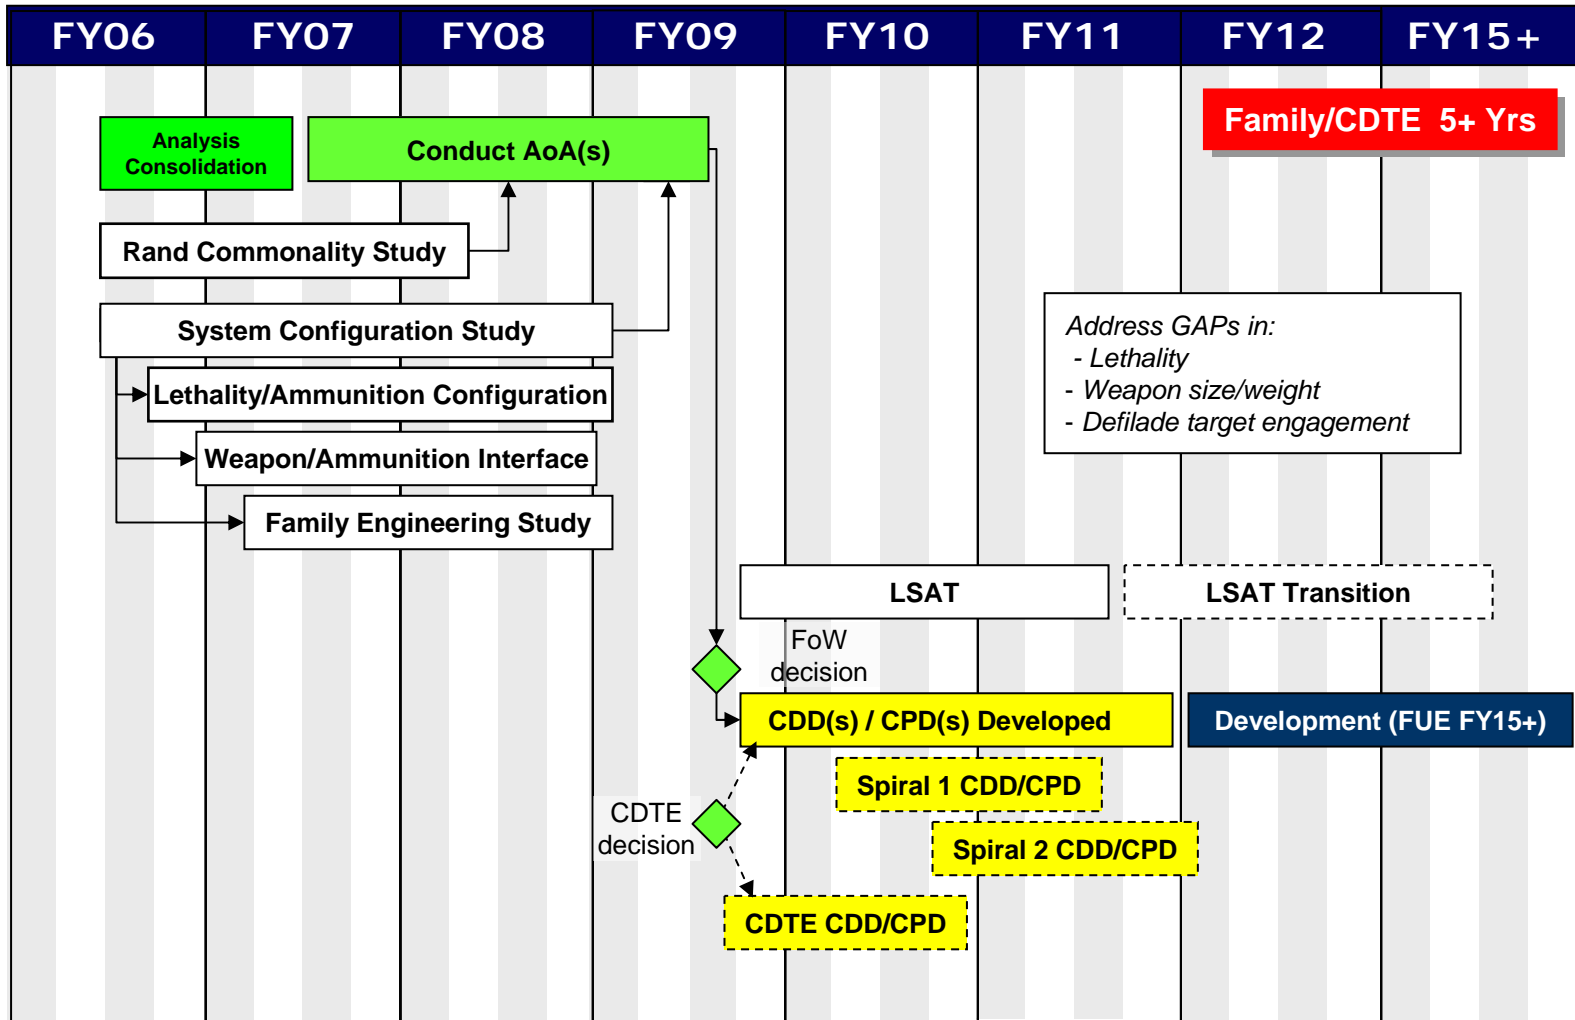 FY06 FY07 FY08 FY09 FY10 FY11 FY12 FY15+
Family/CDTE 5+ Yrs
Analysis
Consolidation
Conduct AoA(s)
Rand Commonality Study
System Configuration Study
Lethality/Ammunition Configuration
Weapon/Ammunition Interface
Family Engineering Study
Address GAPs in:
- Lethality
- Weapon size/weight
- Defilade target engagement
LSAT
LSAT Transition
FoW
decision
CDD(s) / CPD(s) Developed
Development (FUE FY15+)
Spiral 1 CDD/CPD
CDTE
decision
Spiral 2 CDD/CPD
CDTE CDD/CPD